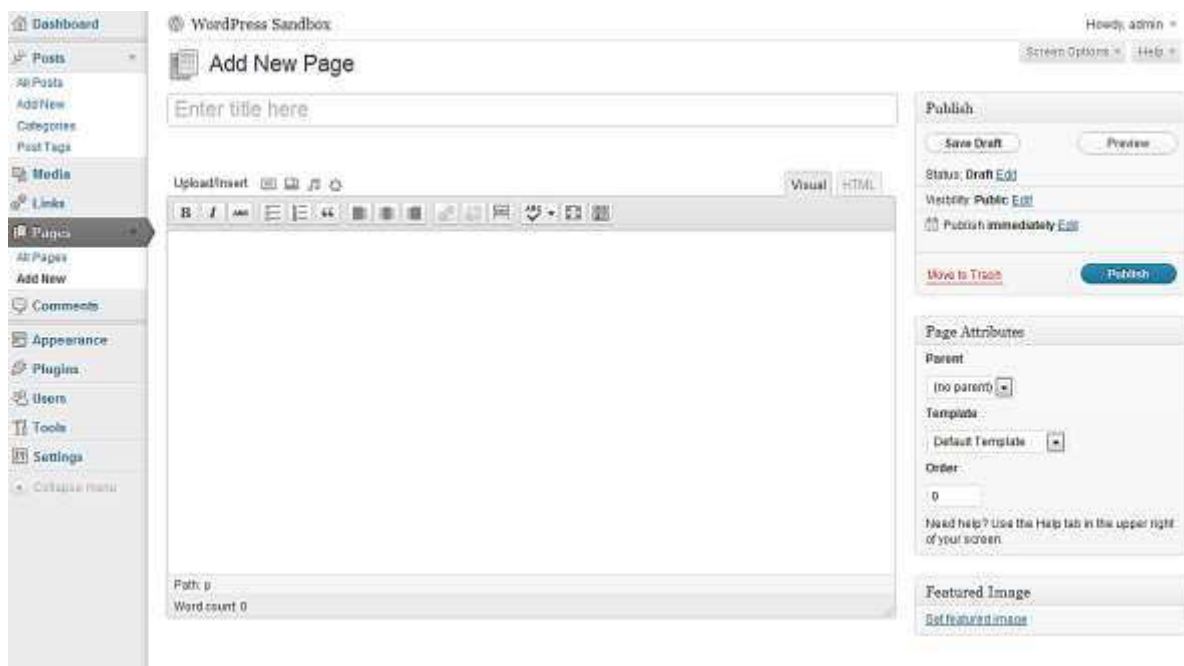 Dashboard
Posts
All Posts
Add New
Categories
Post Tags
Media
Links
Pages
All Pages
Add New
Comments
Appearance
Plugins
Users
Tools
Settings
Collapse menu
WordPress Sandbox
Howdy, admin
Add New Page
Screen Options
Help
Enter title here
Upload/Insert
Visual
HTML
B I ABC ABC
Path: p
Word count: 0
Publish
Save Draft
Preview
Status: Draft Edit
Visibility: Public Edit
Publish immediately Edit
Move to Trash
Publish
Page Attributes
Parent
(no parent)
Template
Default Template
Order
0
Need help? Use the Help tab in the upper right
of your screen.
Featured Image
Set featured image